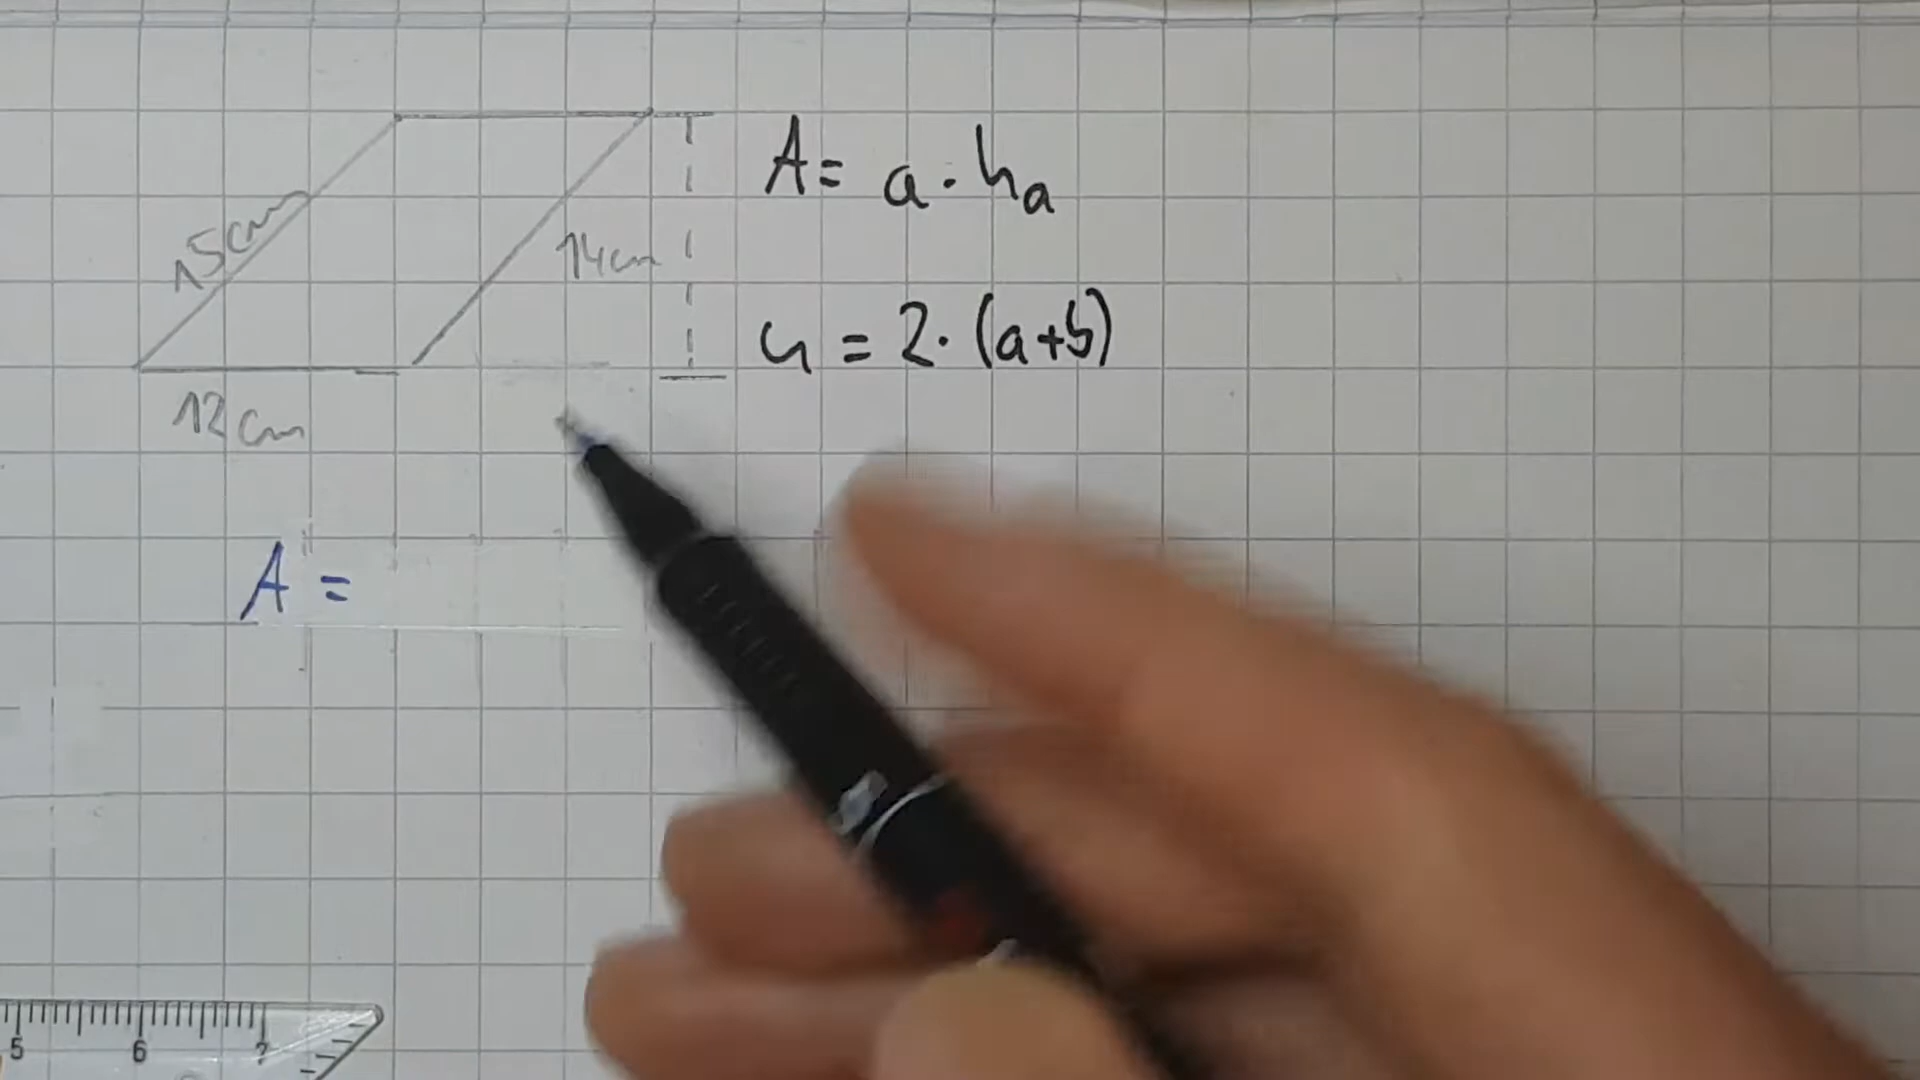 A = a · hₐ
15cm
14cm
u = 2 · (a+b)
12cm
A =
5 6 7